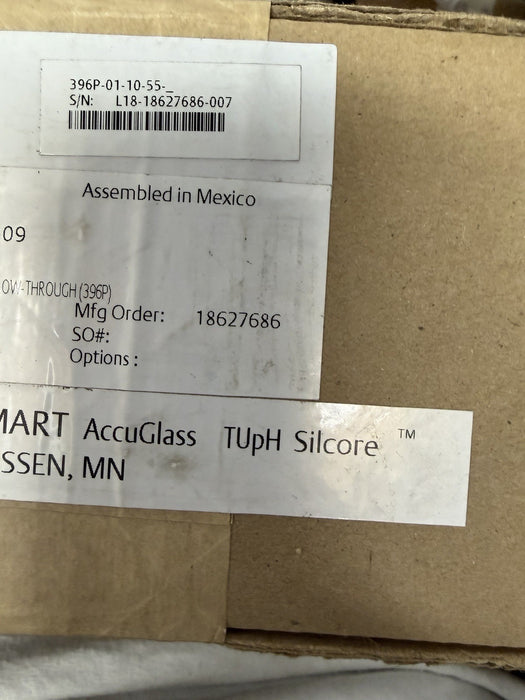 396P-01-10-55-_
S/N: L18-18627686-007
Assembled in Mexico
09
OW-THROUGH (396P)
Mfg Order: 18627686
SO#:
Options :
MART AccuGlass TUpH Silcore ™
SSEN, MN